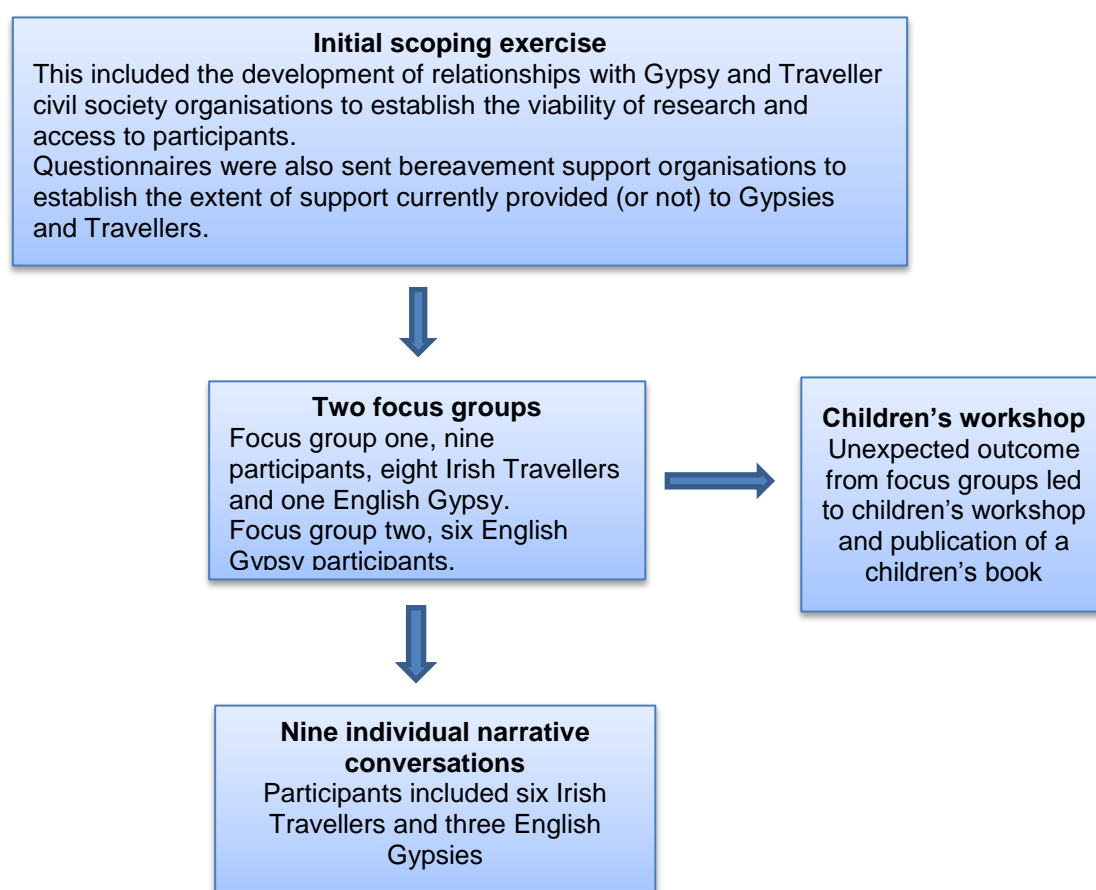 Initial scoping exercise
This included the development of relationships with Gypsy and Traveller
civil society organisations to establish the viability of research and
access to participants.
Questionnaires were also sent bereavement support organisations to
establish the extent of support currently provided (or not) to Gypsies
and Travellers.
Two focus groups
Focus group one, nine
participants, eight Irish Travellers
and one English Gypsy.
Focus group two, six English
Gypsy participants.
Children’s workshop
Unexpected outcome
from focus groups led
to children’s workshop
and publication of a
children’s book
Nine individual narrative
conversations
Participants included six Irish
Travellers and three English
Gypsies